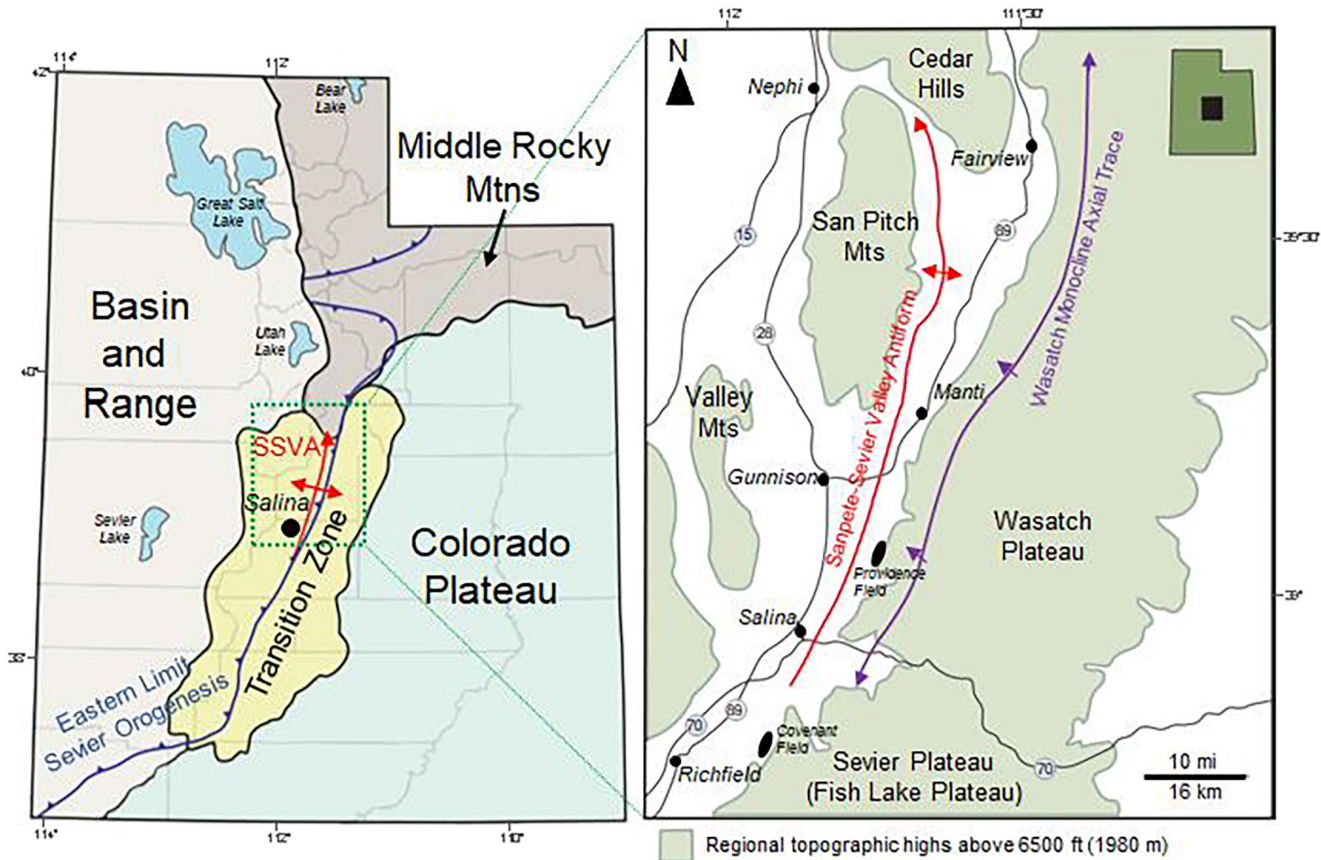 114°
112°
42°
Bear
Lake
Middle Rocky
Mtns
Great Salt
Lake
Basin
and
Range
Utah
Lake
40°
SSVA
Salina
Sevier
Lake
Colorado
Plateau
Transition Zone
38°
Eastern Limit
Sevier Orogenesis
114°
112°
110°
112°
111°30'
N
Cedar
Hills
Nephi
Fairview
15
San Pitch
Mts
89
39°30'
Wasatch Monocline Axial Trace
28
Sanpete-Sevier Valley Antiform
Valley
Mts
Manti
Gunnison
Wasatch
Plateau
Providence
Field
39°
Salina
70
89
Covenant
Field
Richfield
Sevier Plateau
(Fish Lake Plateau)
70
10 mi
16 km
Regional topographic highs above 6500 ft (1980 m)